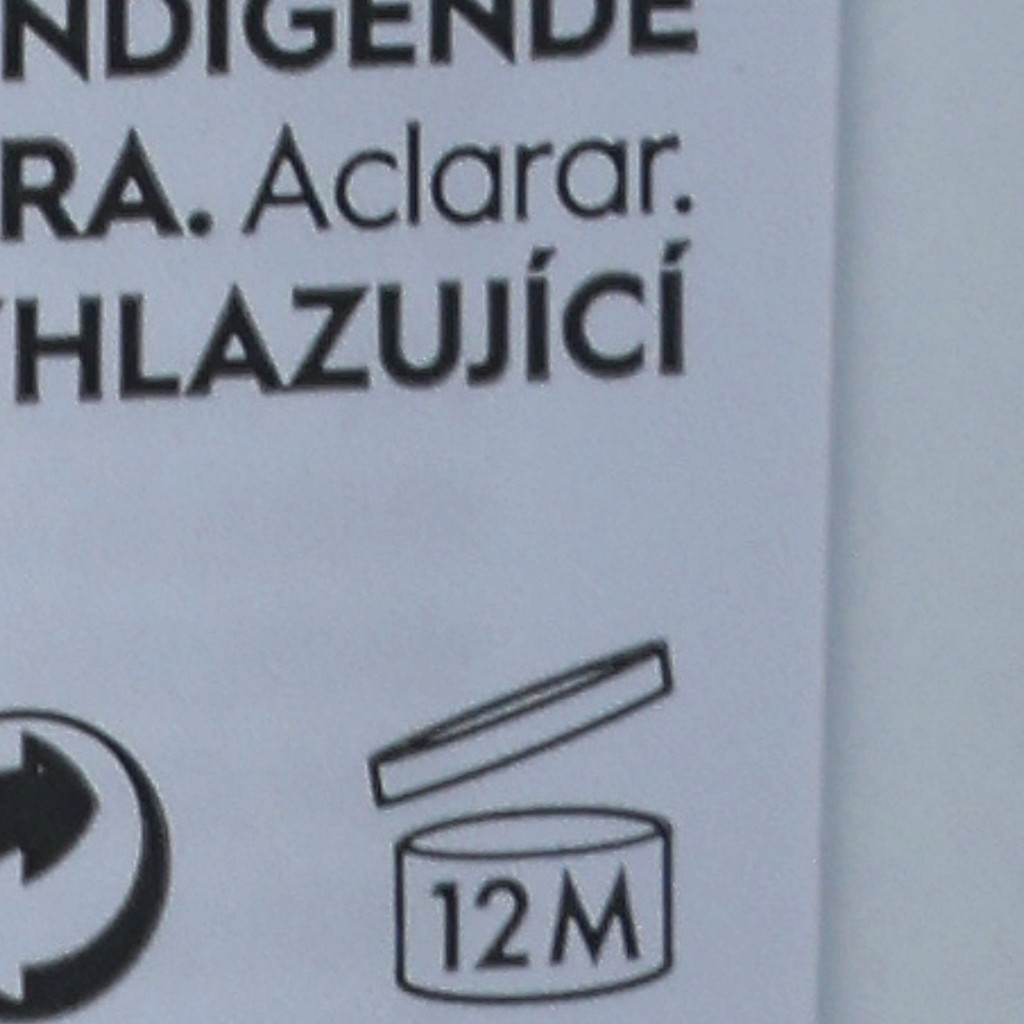 NDIGENDE
RA. Aclarar.
HLAZUJÍCÍ
12M